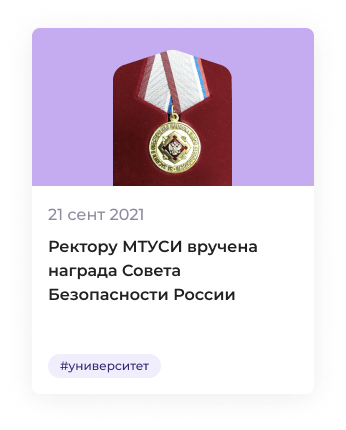 21 сент 2021
Ректору МТУСИ вручена
награда Совета
Безопасности России
#университет